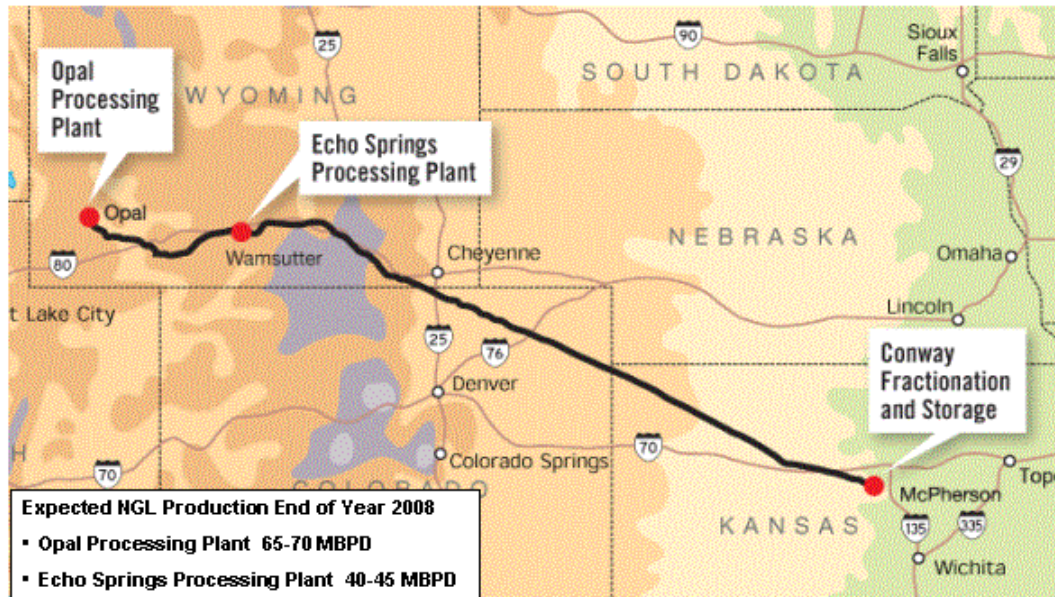 25
90
Sioux
Falls
SOUTH DAKOTA
Opal
Processing
Plant
WYOMING
Echo Springs
Processing Plant
29
Opal
NEBRASKA
Wamsutter
Cheyenne
Omaha
80
t Lake City
Lincoln
25
76
Conway
Fractionation
and Storage
Denver
70
H
Colorado Springs
70
COLORADO
McPherson
Tope
KANSAS
135
335
Wichita
Expected NGL Production End of Year 2008
▪ Opal Processing Plant 65-70 MBPD
▪ Echo Springs Processing Plant 40-45 MBPD